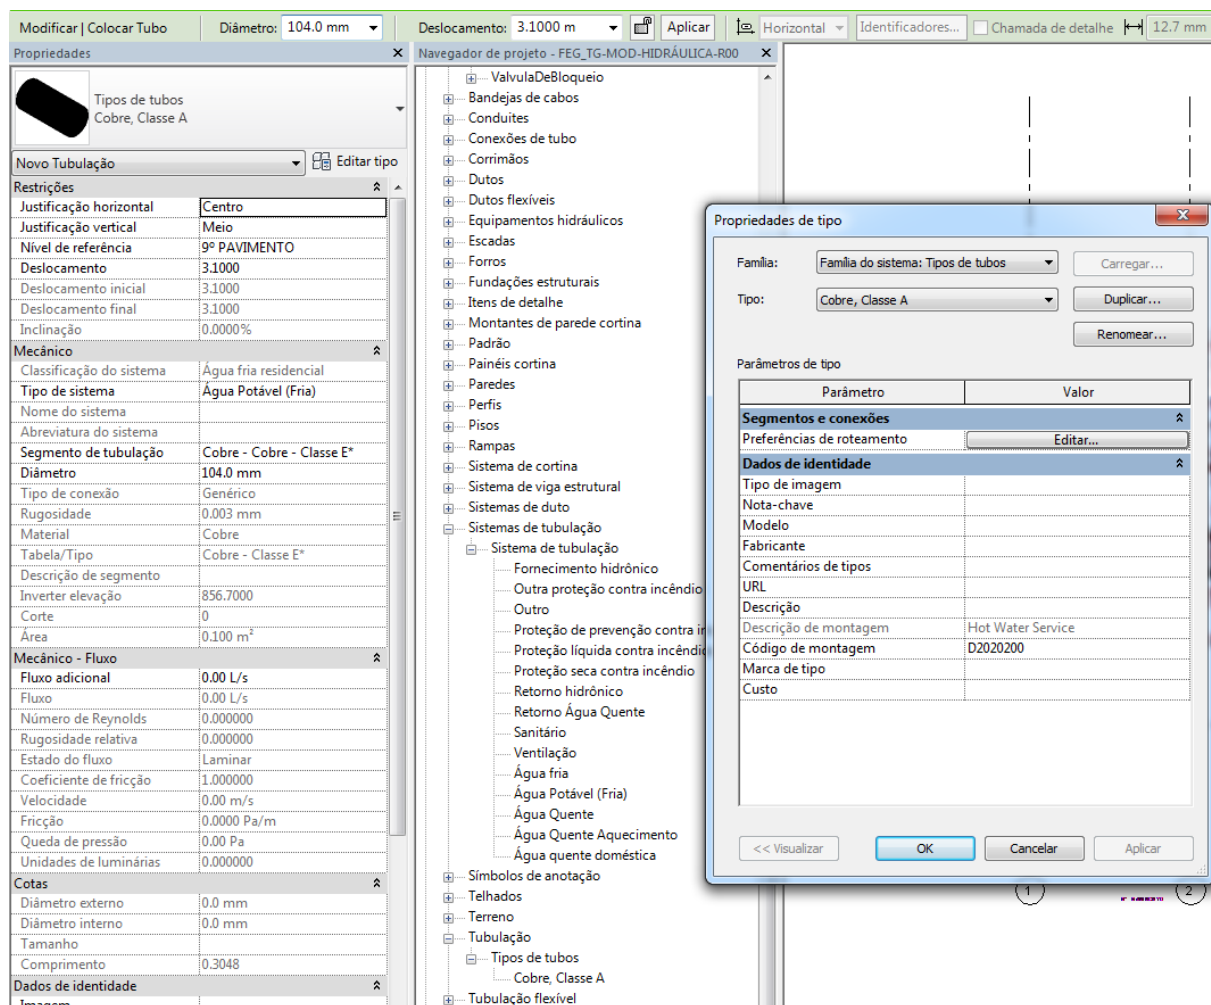 Modificar | Colocar Tubo Diâmetro: 104.0 mm Deslocamento: 3.1000 m Aplicar Horizontal Identificadores... Chamada de detalhe 12.7 mm
Propriedades
Tipos de tubos
Cobre, Classe A
Novo Tubulação Editar tipo
Restrições
Justificação horizontal Centro
Justificação vertical Meio
Nível de referência 9º PAVIMENTO
Deslocamento 3.1000
Deslocamento inicial 3.1000
Deslocamento final 3.1000
Inclinação 0.0000%
Mecânico
Classificação do sistema Água fria residencial
Tipo de sistema Água Potável (Fria)
Nome do sistema
Abreviatura do sistema
Segmento de tubulação Cobre - Cobre - Classe E*
Diâmetro 104.0 mm
Tipo de conexão Genérico
Rugosidade 0.003 mm
Material Cobre
Tabela/Tipo Cobre - Classe E*
Descrição de segmento
Inverter elevação 856.7000
Corte 0
Área 0.100 m²
Mecânico - Fluxo
Fluxo adicional 0.00 L/s
Fluxo 0.00 L/s
Número de Reynolds 0.000000
Rugosidade relativa 0.000000
Estado do fluxo Laminar
Coeficiente de fricção 1.000000
Velocidade 0.00 m/s
Fricção 0.0000 Pa/m
Queda de pressão 0.00 Pa
Unidades de luminárias 0.000000
Cotas
Diâmetro externo 0.0 mm
Diâmetro interno 0.0 mm
Tamanho
Comprimento 0.3048
Dados de identidade
Imagem
Navegador de projeto - FEG_TG-MOD-HIDRÁULICA-R00
ValvulaDeBloqueio
Bandejas de cabos
Conduites
Conexões de tubo
Corrimãos
Dutos
Dutos flexíveis
Equipamentos hidráulicos
Escadas
Forros
Fundações estruturais
Itens de detalhe
Montantes de parede cortina
Padrão
Painéis cortina
Paredes
Perfis
Pisos
Rampas
Sistema de cortina
Sistema de viga estrutural
Sistemas de duto
Sistemas de tubulação
Sistema de tubulação
Fornecimento hidrônico
Outra proteção contra incêndio
Outro
Proteção de prevenção contra in
Proteção líquida contra incêndio
Proteção seca contra incêndio
Retorno hidrônico
Retorno Água Quente
Sanitário
Ventilação
Água fria
Água Potável (Fria)
Água Quente
Água Quente Aquecimento
Água quente doméstica
Símbolos de anotação
Telhados
Terreno
Tubulação
Tipos de tubos
Cobre, Classe A
Tubulação flexível
Propriedades de tipo
Família: Família do sistema: Tipos de tubos Carregar...
Tipo: Cobre, Classe A Duplicar...
Renomear...
Parâmetros de tipo
Parâmetro Valor
Segmentos e conexões
Preferências de roteamento Editar...
Dados de identidade
Tipo de imagem
Nota-chave
Modelo
Fabricante
Comentários de tipos
URL
Descrição
Descrição de montagem Hot Water Service
Código de montagem D2020200
Marca de tipo
Custo
<< Visualizar OK Cancelar Aplicar
1 2